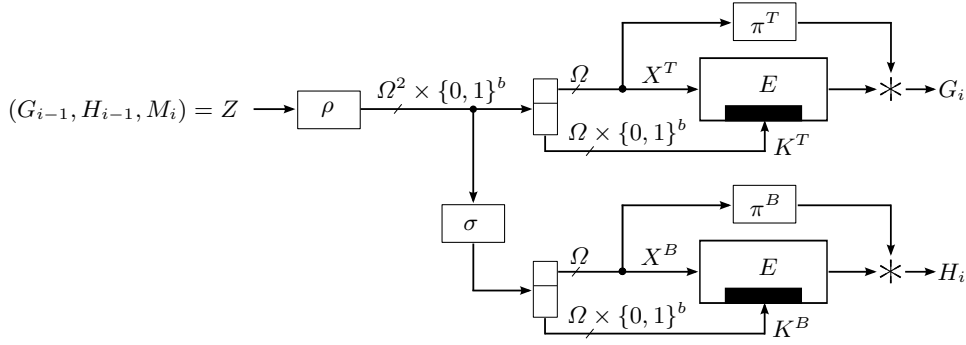 π^T
Ω
X^T
E
(G_{i−1}, H_{i−1}, M_i) = Z
ρ
Ω^2 × {0, 1}^b
∗
G_i
Ω × {0, 1}^b
K^T
π^B
σ
Ω
X^B
E
∗
H_i
Ω × {0, 1}^b
K^B